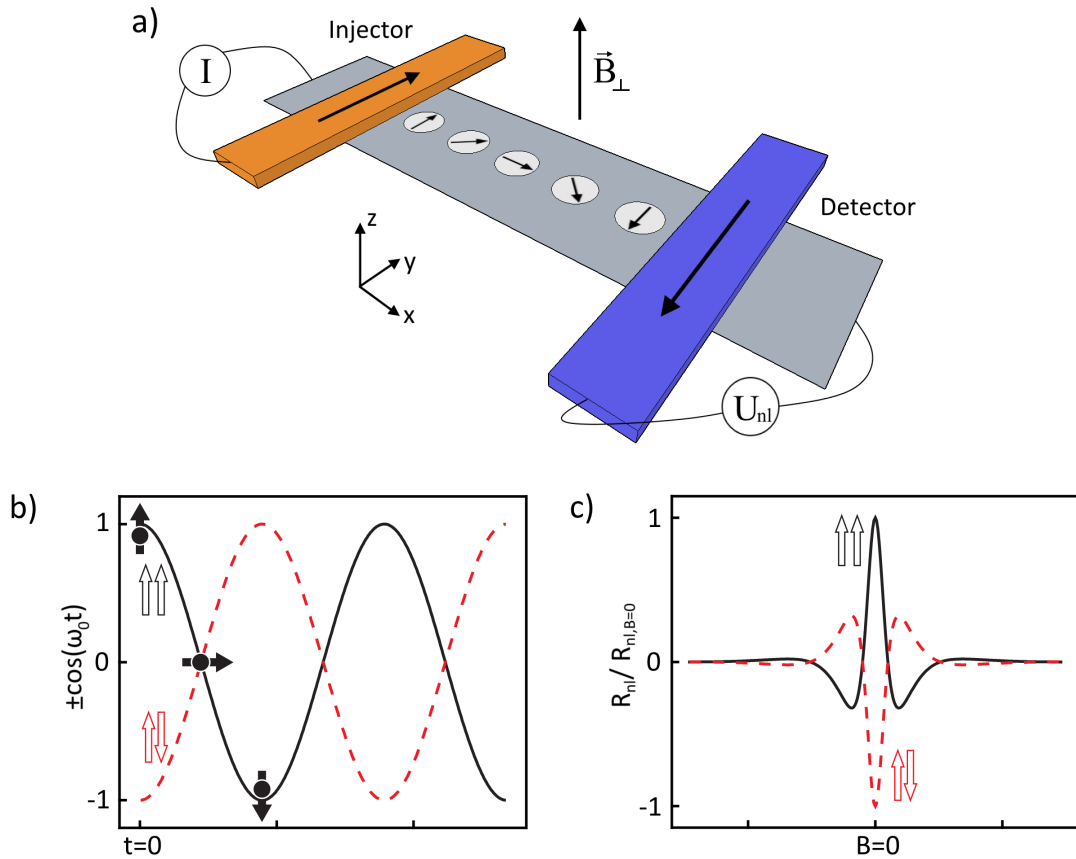 a)
Injector
I
B⃗⊥
Detector
z
y
x
Unl
b)
c)
1
0
-1
±cos(ω0t)
t=0
1
0
-1
Rnl/ Rnl,B=0
B=0